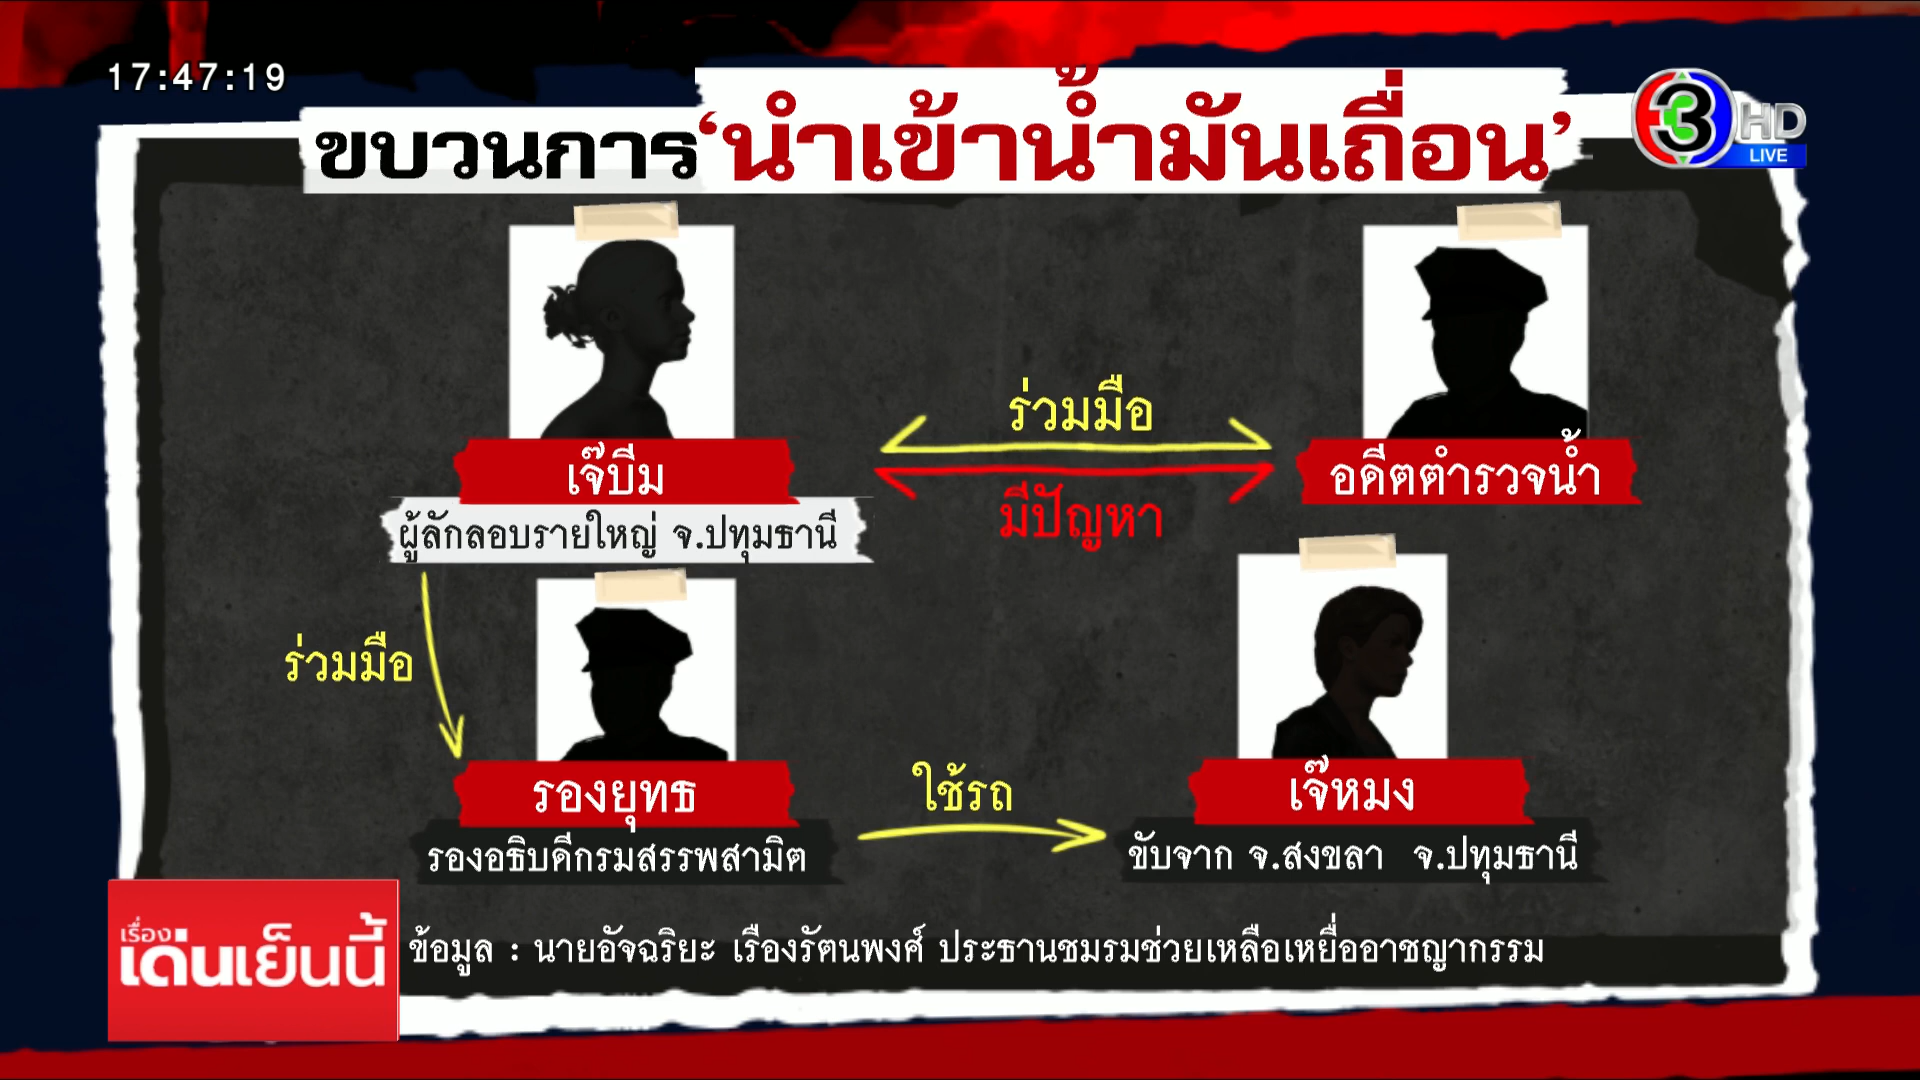 17:47:19
ขบวนการ ‘นำเข้าน้ำมันเถื่อน’
3 HD
LIVE
ร่วมมือ
เจ๊บีม
อดีตตำรวจน้ำ
มีปัญหา
ผู้ลักลอบรายใหญ่ จ.ปทุมธานี
ร่วมมือ
รองยุทธ
ใช้รถ
เจ๊หมง
รองอธิบดีกรมสรรพสามิต
ขับจาก จ.สงขลา จ.ปทุมธานี
เรื่อง
เด่นเย็นนี้
ข้อมูล : นายอัจฉริยะ เรืองรัตนพงศ์ ประธานชมรมช่วยเหลือเหยื่ออาชญากรรม